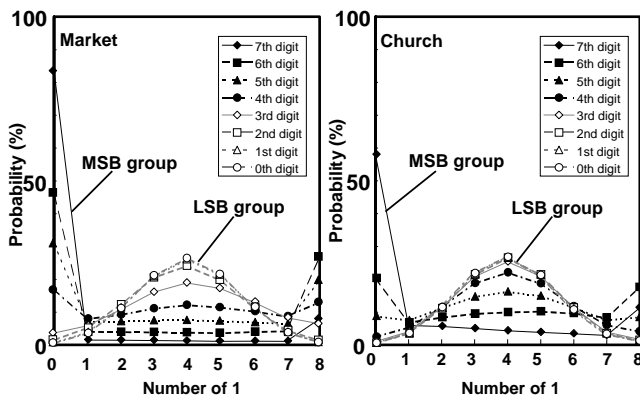 100
Market
7th digit
6th digit
5th digit
4th digit
3rd digit
2nd digit
1st digit
0th digit
MSB group
LSB group
50
0
Probability (%)
0 1 2 3 4 5 6 7 8
Number of 1
100
Church
7th digit
6th digit
5th digit
4th digit
3rd digit
2nd digit
1st digit
0th digit
MSB group
LSB group
50
0
Probability (%)
0 1 2 3 4 5 6 7 8
Number of 1